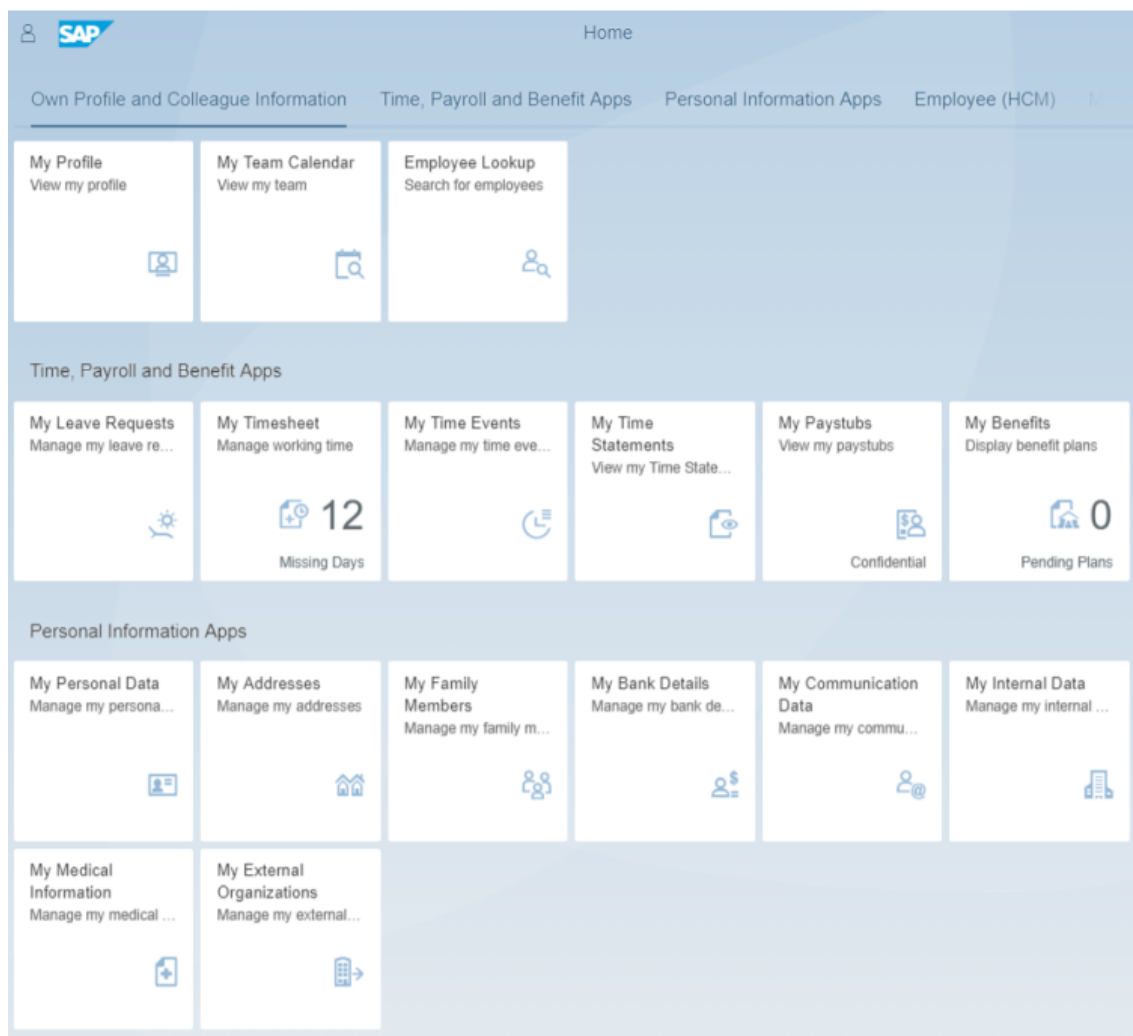 SAP
Home
Own Profile and Colleague Information Time, Payroll and Benefit Apps Personal Information Apps Employee (HCM) M
My Profile
View my profile
My Team Calendar
View my team
Employee Lookup
Search for employees
Time, Payroll and Benefit Apps
My Leave Requests
Manage my leave re...
My Timesheet
Manage working time
12
Missing Days
My Time Events
Manage my time eve...
My Time
Statements
View my Time State...
My Paystubs
View my paystubs
Confidential
My Benefits
Display benefit plans
0
Pending Plans
Personal Information Apps
My Personal Data
Manage my persona...
My Addresses
Manage my addresses
My Family
Members
Manage my family m...
My Bank Details
Manage my bank de...
My Communication
Data
Manage my commu...
My Internal Data
Manage my internal ...
My Medical
Information
Manage my medical ...
My External
Organizations
Manage my external...